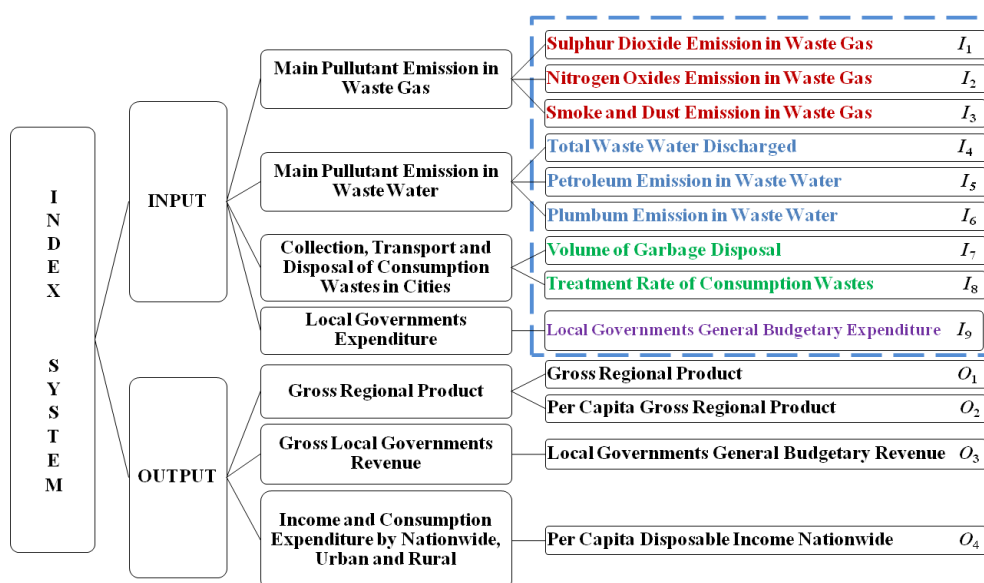 INDEX SYSTEM
INPUT
Main Pullutant Emission in
Waste Gas
Sulphur Dioxide Emission in Waste Gas I1
Nitrogen Oxides Emission in Waste Gas I2
Smoke and Dust Emission in Waste Gas I3
Main Pullutant Emission in
Waste Water
Total Waste Water Discharged I4
Petroleum Emission in Waste Water I5
Plumbum Emission in Waste Water I6
Collection, Transport and
Disposal of Consumption
Wastes in Cities
Volume of Garbage Disposal I7
Treatment Rate of Consumption Wastes I8
Local Governments
Expenditure
Local Governments General Budgetary Expenditure I9
OUTPUT
Gross Regional Product
Gross Regional Product O1
Per Capita Gross Regional Product O2
Gross Local Governments
Revenue
Local Governments General Budgetary Revenue O3
Income and Consumption
Expenditure by Nationwide,
Urban and Rural
Per Capita Disposable Income Nationwide O4